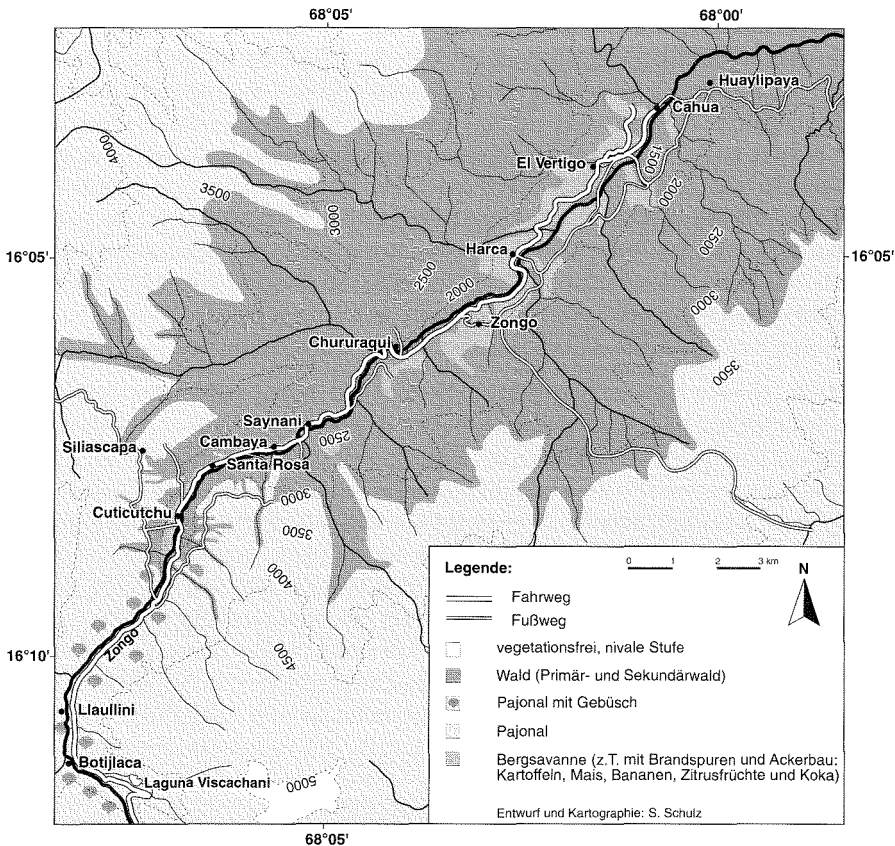 68°05'
68°00'
Huaylipaya
Cahua
4000
El Vertigo
1500
3500
2000
3000
2500
Harca
16°05'
16°05'
2500
2000
3000
Zongo
Chururaqui
3500
Saynani
2500
Cambaya
Siliascapa
Santa Rosa
3000
Cuticutchu
3500
4000
Legende:
0 1 2 3 km
N
Fahrweg
Fußweg
Zongo
4500
16°10'
vegetationsfrei, nivale Stufe
Wald (Primär- und Sekundärwald)
Pajonal mit Gebüsch
Llaullini
Pajonal
Botijlaca
Bergsavanne (z.T. mit Brandspuren und Ackerbau:
Kartoffeln, Mais, Bananen, Zitrusfrüchte und Koka)
Laguna Viscachani
5000
Entwurf und Kartographie: S. Schulz
68°05'